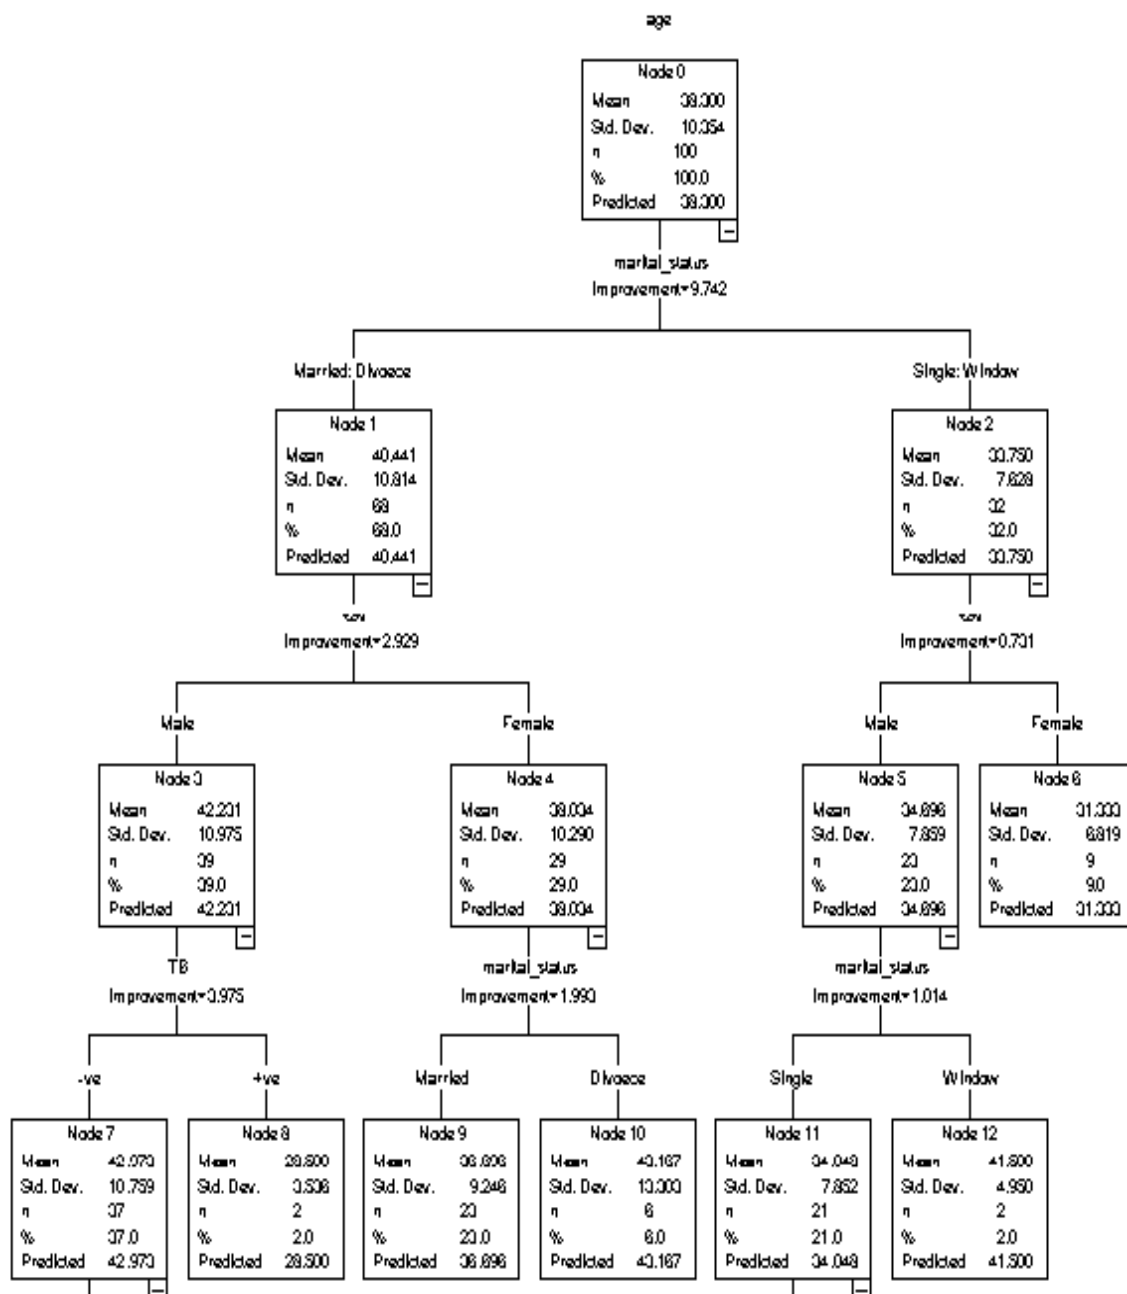 age
Node 0
Mean 38.300
Std. Dev. 10.354
n 100
% 100.0
Predicted 38.300
marital_status
Improvement=9.742
Married: Divoece
Single: Window
Node 1
Mean 40.441
Std. Dev. 10.814
n 68
% 68.0
Predicted 40.441
Node 2
Mean 33.750
Std. Dev. 7.628
n 32
% 32.0
Predicted 33.750
sex
Improvement=2.929
sex
Improvement=0.731
Male
Female
Male
Female
Node 3
Mean 42.231
Std. Dev. 10.975
n 39
% 39.0
Predicted 42.231
Node 4
Mean 38.034
Std. Dev. 10.290
n 29
% 29.0
Predicted 38.034
Node 5
Mean 34.696
Std. Dev. 7.859
n 23
% 23.0
Predicted 34.696
Node 6
Mean 31.333
Std. Dev. 6.819
n 9
% 9.0
Predicted 31.333
TB
Improvement=3.975
marital_status
Improvement=1.993
marital_status
Improvement=1.014
-ve
+ve
Married
Divoece
Single
Window
Node 7
Mean 42.973
Std. Dev. 10.759
n 37
% 37.0
Predicted 42.973
Node 8
Mean 28.500
Std. Dev. 3.536
n 2
% 2.0
Predicted 28.500
Node 9
Mean 36.696
Std. Dev. 9.246
n 23
% 23.0
Predicted 36.696
Node 10
Mean 43.167
Std. Dev. 13.303
n 6
% 6.0
Predicted 43.167
Node 11
Mean 34.048
Std. Dev. 7.852
n 21
% 21.0
Predicted 34.048
Node 12
Mean 41.500
Std. Dev. 4.950
n 2
% 2.0
Predicted 41.500